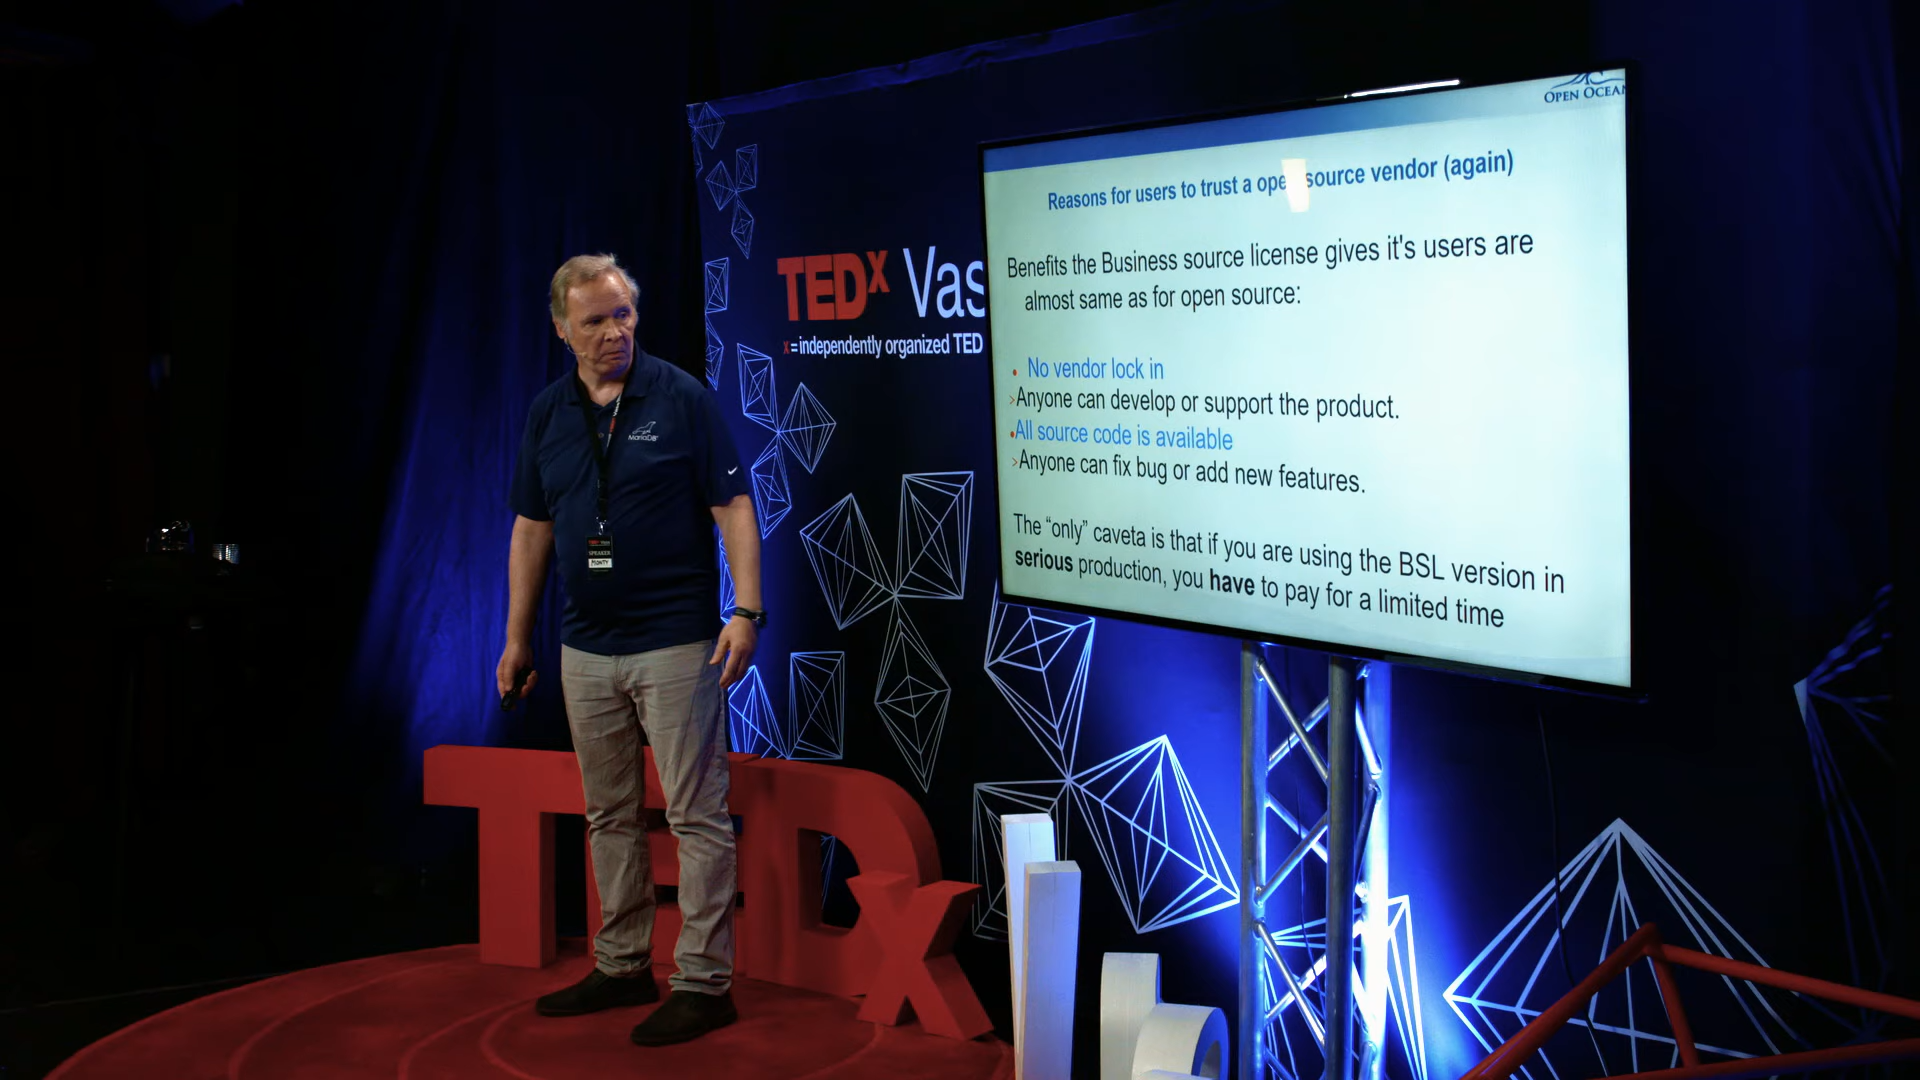 OPEN OCEAN
Reasons for users to trust a open source vendor (again)
Benefits the Business source license gives it's users are
almost same as for open source:
No vendor lock in
Anyone can develop or support the product.
All source code is available
Anyone can fix bug or add new features.
The “only” caveta is that if you are using the BSL version in
serious production, you have to pay for a limited time
TEDx Vas
x = independently organized TED
MariaDB
SPEAKER
MONTY
TEDx